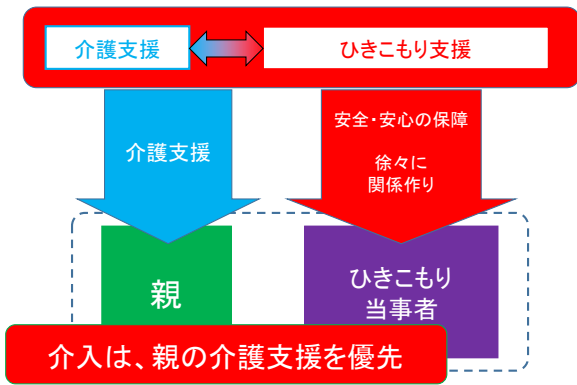 介護支援
ひきこもり支援
介護支援
安全・安心の保障
徐々に
関係作り
親
ひきこもり
当事者
介入は、親の介護支援を優先